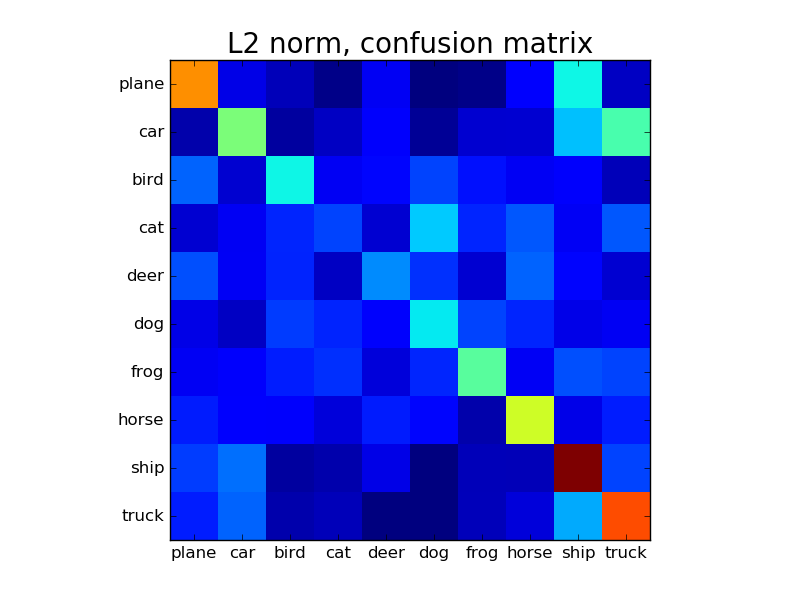 L2 norm, confusion matrix
plane
car
bird
cat
deer
dog
frog
horse
ship
truck
plane car bird cat deer dog frog horse ship truck